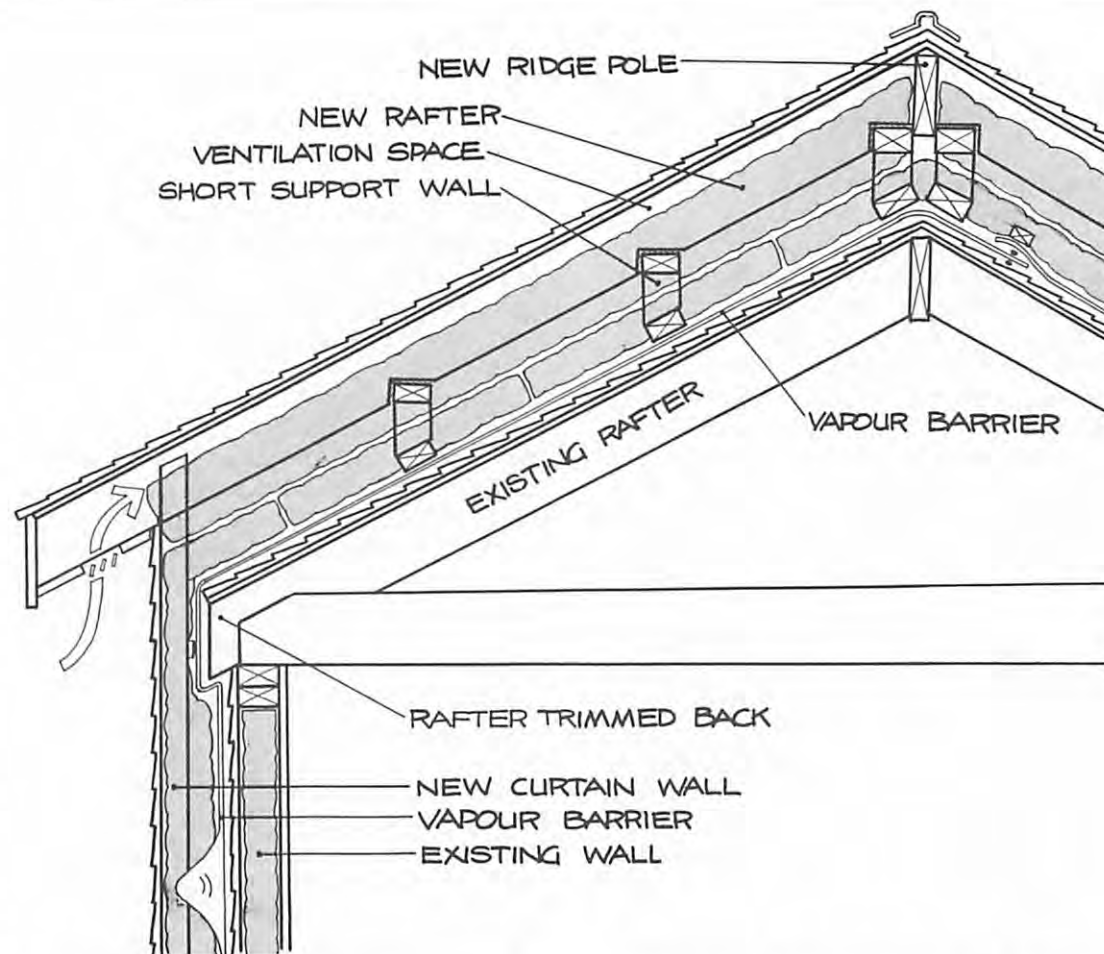 NEW RIDGE POLE
NEW RAFTER
VENTILATION SPACE
SHORT SUPPORT WALL
EXISTING RAFTER
VAPOUR BARRIER
RAFTER TRIMMED BACK
NEW CURTAIN WALL
VAPOUR BARRIER
EXISTING WALL